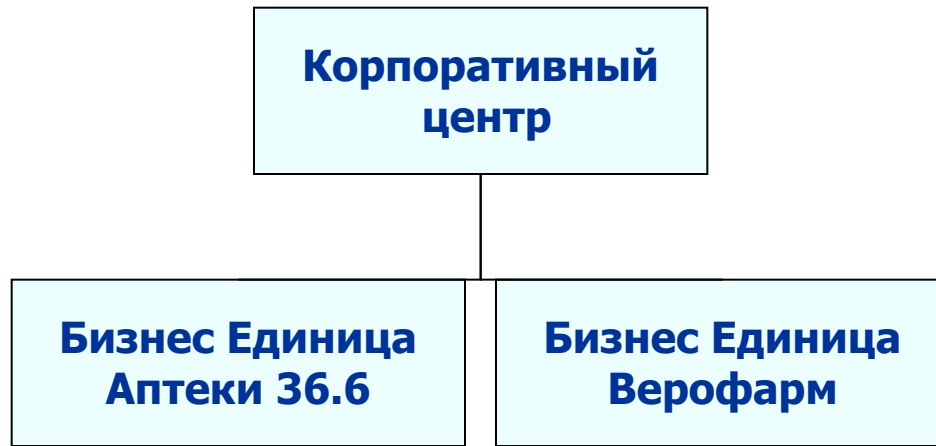 Корпоративный
центр
Бизнес Единица
Аптеки 36.6
Бизнес Единица
Верофарм